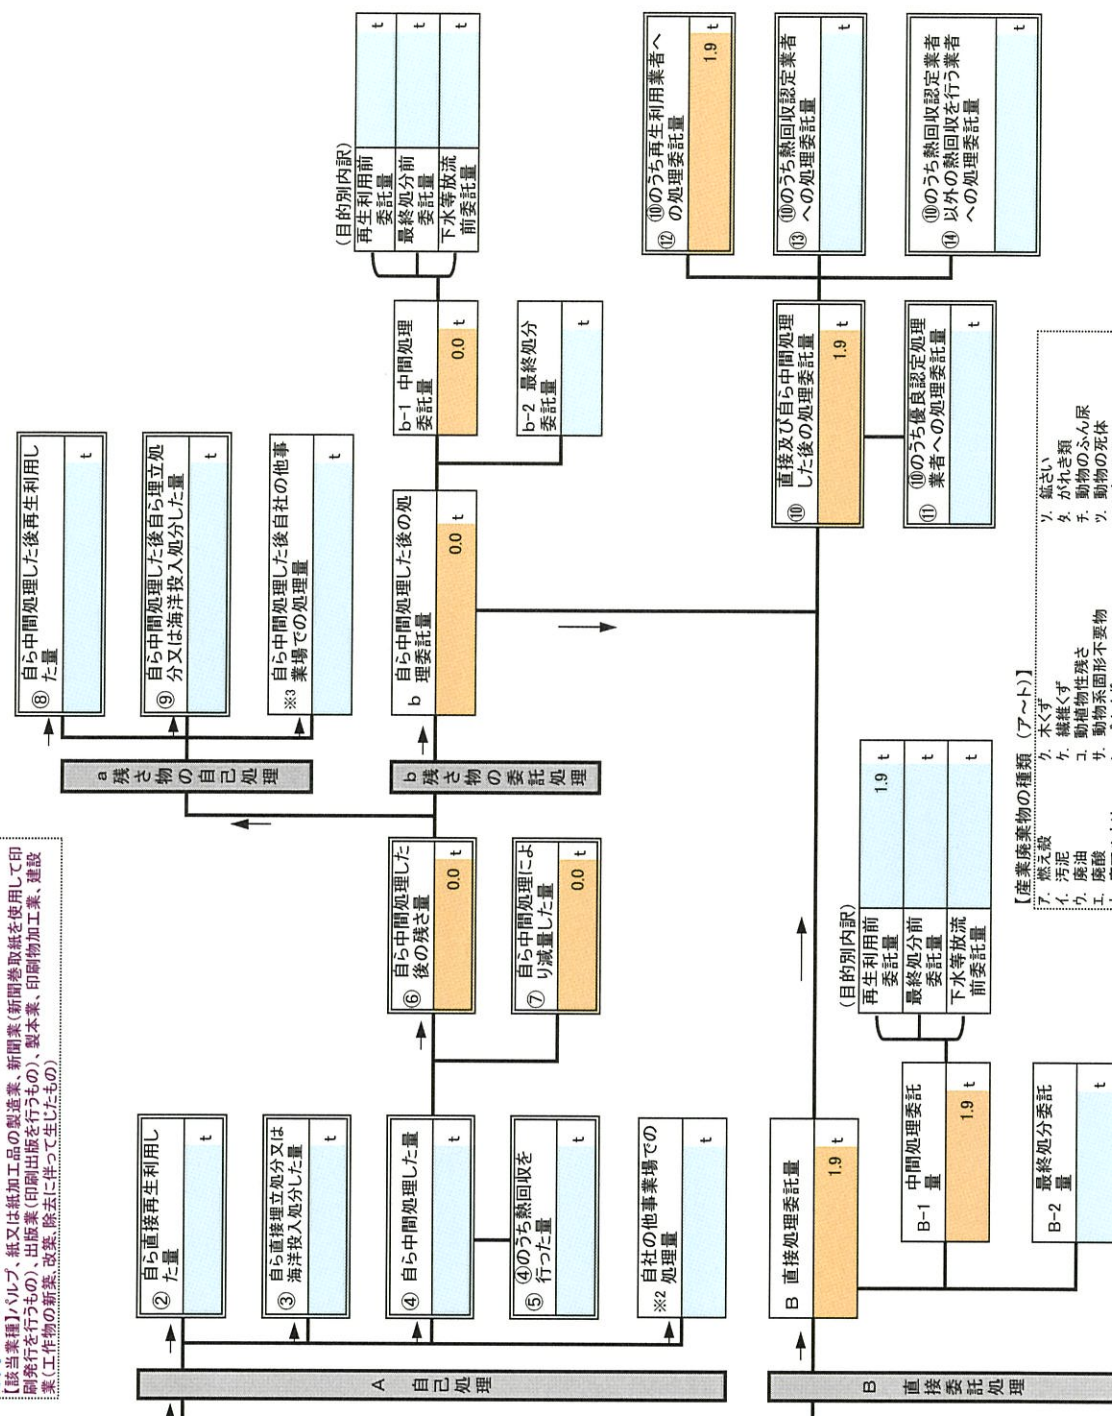 【該当業種】パルプ、紙又は紙加工品の製造業、新聞業(新聞巻取紙を使用して印
刷発行を行うもの)、出版業(印刷出版を行うもの)、製本業、印刷物加工業、建設
業(工作物の新築、改築、除去に伴って生じたもの)
A 自己処理
② 自ら直接再生利用し
た量
t
③ 自ら直接埋立処分又は
海洋投入処分した量
t
④ 自ら中間処理した量
t
⑤ ④のうち熱回収を
行った量
t
※2 自社の他事業場での
処理量
t
⑥ 自ら中間処理した
後の残さ量
0.0 t
⑦ 自ら中間処理によ
り減量した量
0.0 t
a 残さ物の自己処理
⑧ 自ら中間処理した後再生利用し
た量
t
⑨ 自ら中間処理した後自ら埋立処
分又は海洋投入処分した量
t
※3 自ら中間処理した後自社の他事
業場での処理量
t
b 残さ物の委託処理
b 自ら中間処理した後の処
理委託量
0.0 t
b-1 中間処理
委託量
0.0 t
b-2 最終処分
委託量
t
(目的別内訳)
再生利用前
委託量
t
最終処分前
委託量
t
下水等放流
前委託量
t
B 直接委託処理
B 直接処理委託量
1.9 t
B-1 中間処理委託
量
1.9 t
B-2 最終処分委託
量
t
(目的別内訳)
再生利用前
委託量
1.9 t
最終処分前
委託量
t
下水等放流
前委託量
t
⑩ 直接及び自ら中間処理
した後の処理委託量
1.9 t
⑪ ⑩のうち優良認定処理
業者への処理委託量
t
⑫ ⑩のうち再生利用業者へ
の処理委託量
1.9 t
⑬ ⑩のうち熱回収認定業者
への処理委託量
t
⑭ ⑩のうち熱回収認定業者
以外の熱回収を行う業者
への処理委託量
t
【産業廃棄物の種類 (ア~ト)】
ア. 燃え殻
イ. 汚泥
ウ. 廃油
エ. 廃酸
ク. 木くず
ケ. 繊維くず
コ. 動植物性残さ
サ. 動物系固形不要物
ソ. 鉱さい
タ. がれき類
チ. 動物のふん尿
ツ. 動物の死体